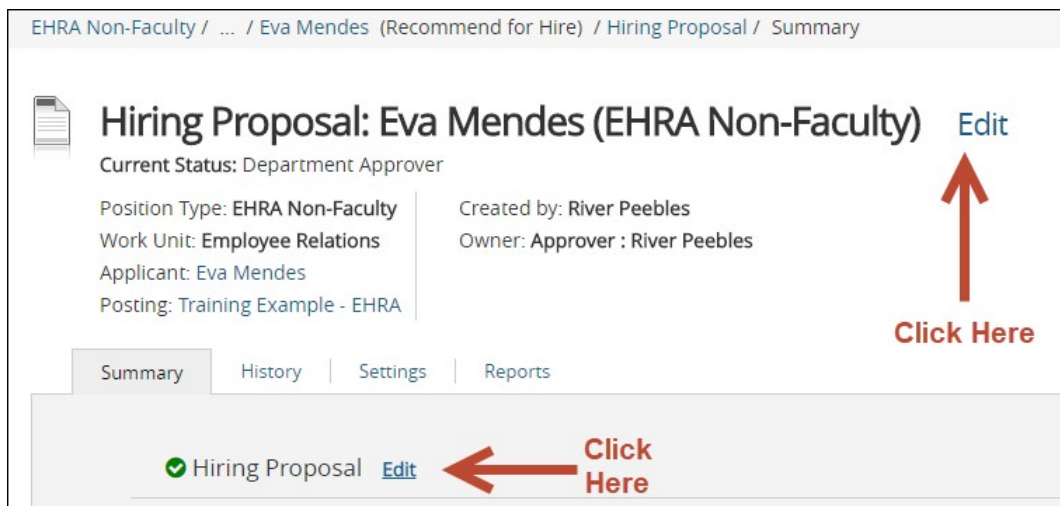 EHRA Non-Faculty / ... / Eva Mendes (Recommend for Hire) / Hiring Proposal / Summary
Hiring Proposal: Eva Mendes (EHRA Non-Faculty) Edit
Current Status: Department Approver
Position Type: EHRA Non-Faculty Created by: River Peebles
Work Unit: Employee Relations Owner: Approver : River Peebles
Applicant: Eva Mendes
Posting: Training Example - EHRA
Click Here
Summary History Settings Reports
Hiring Proposal Edit
Click
Here